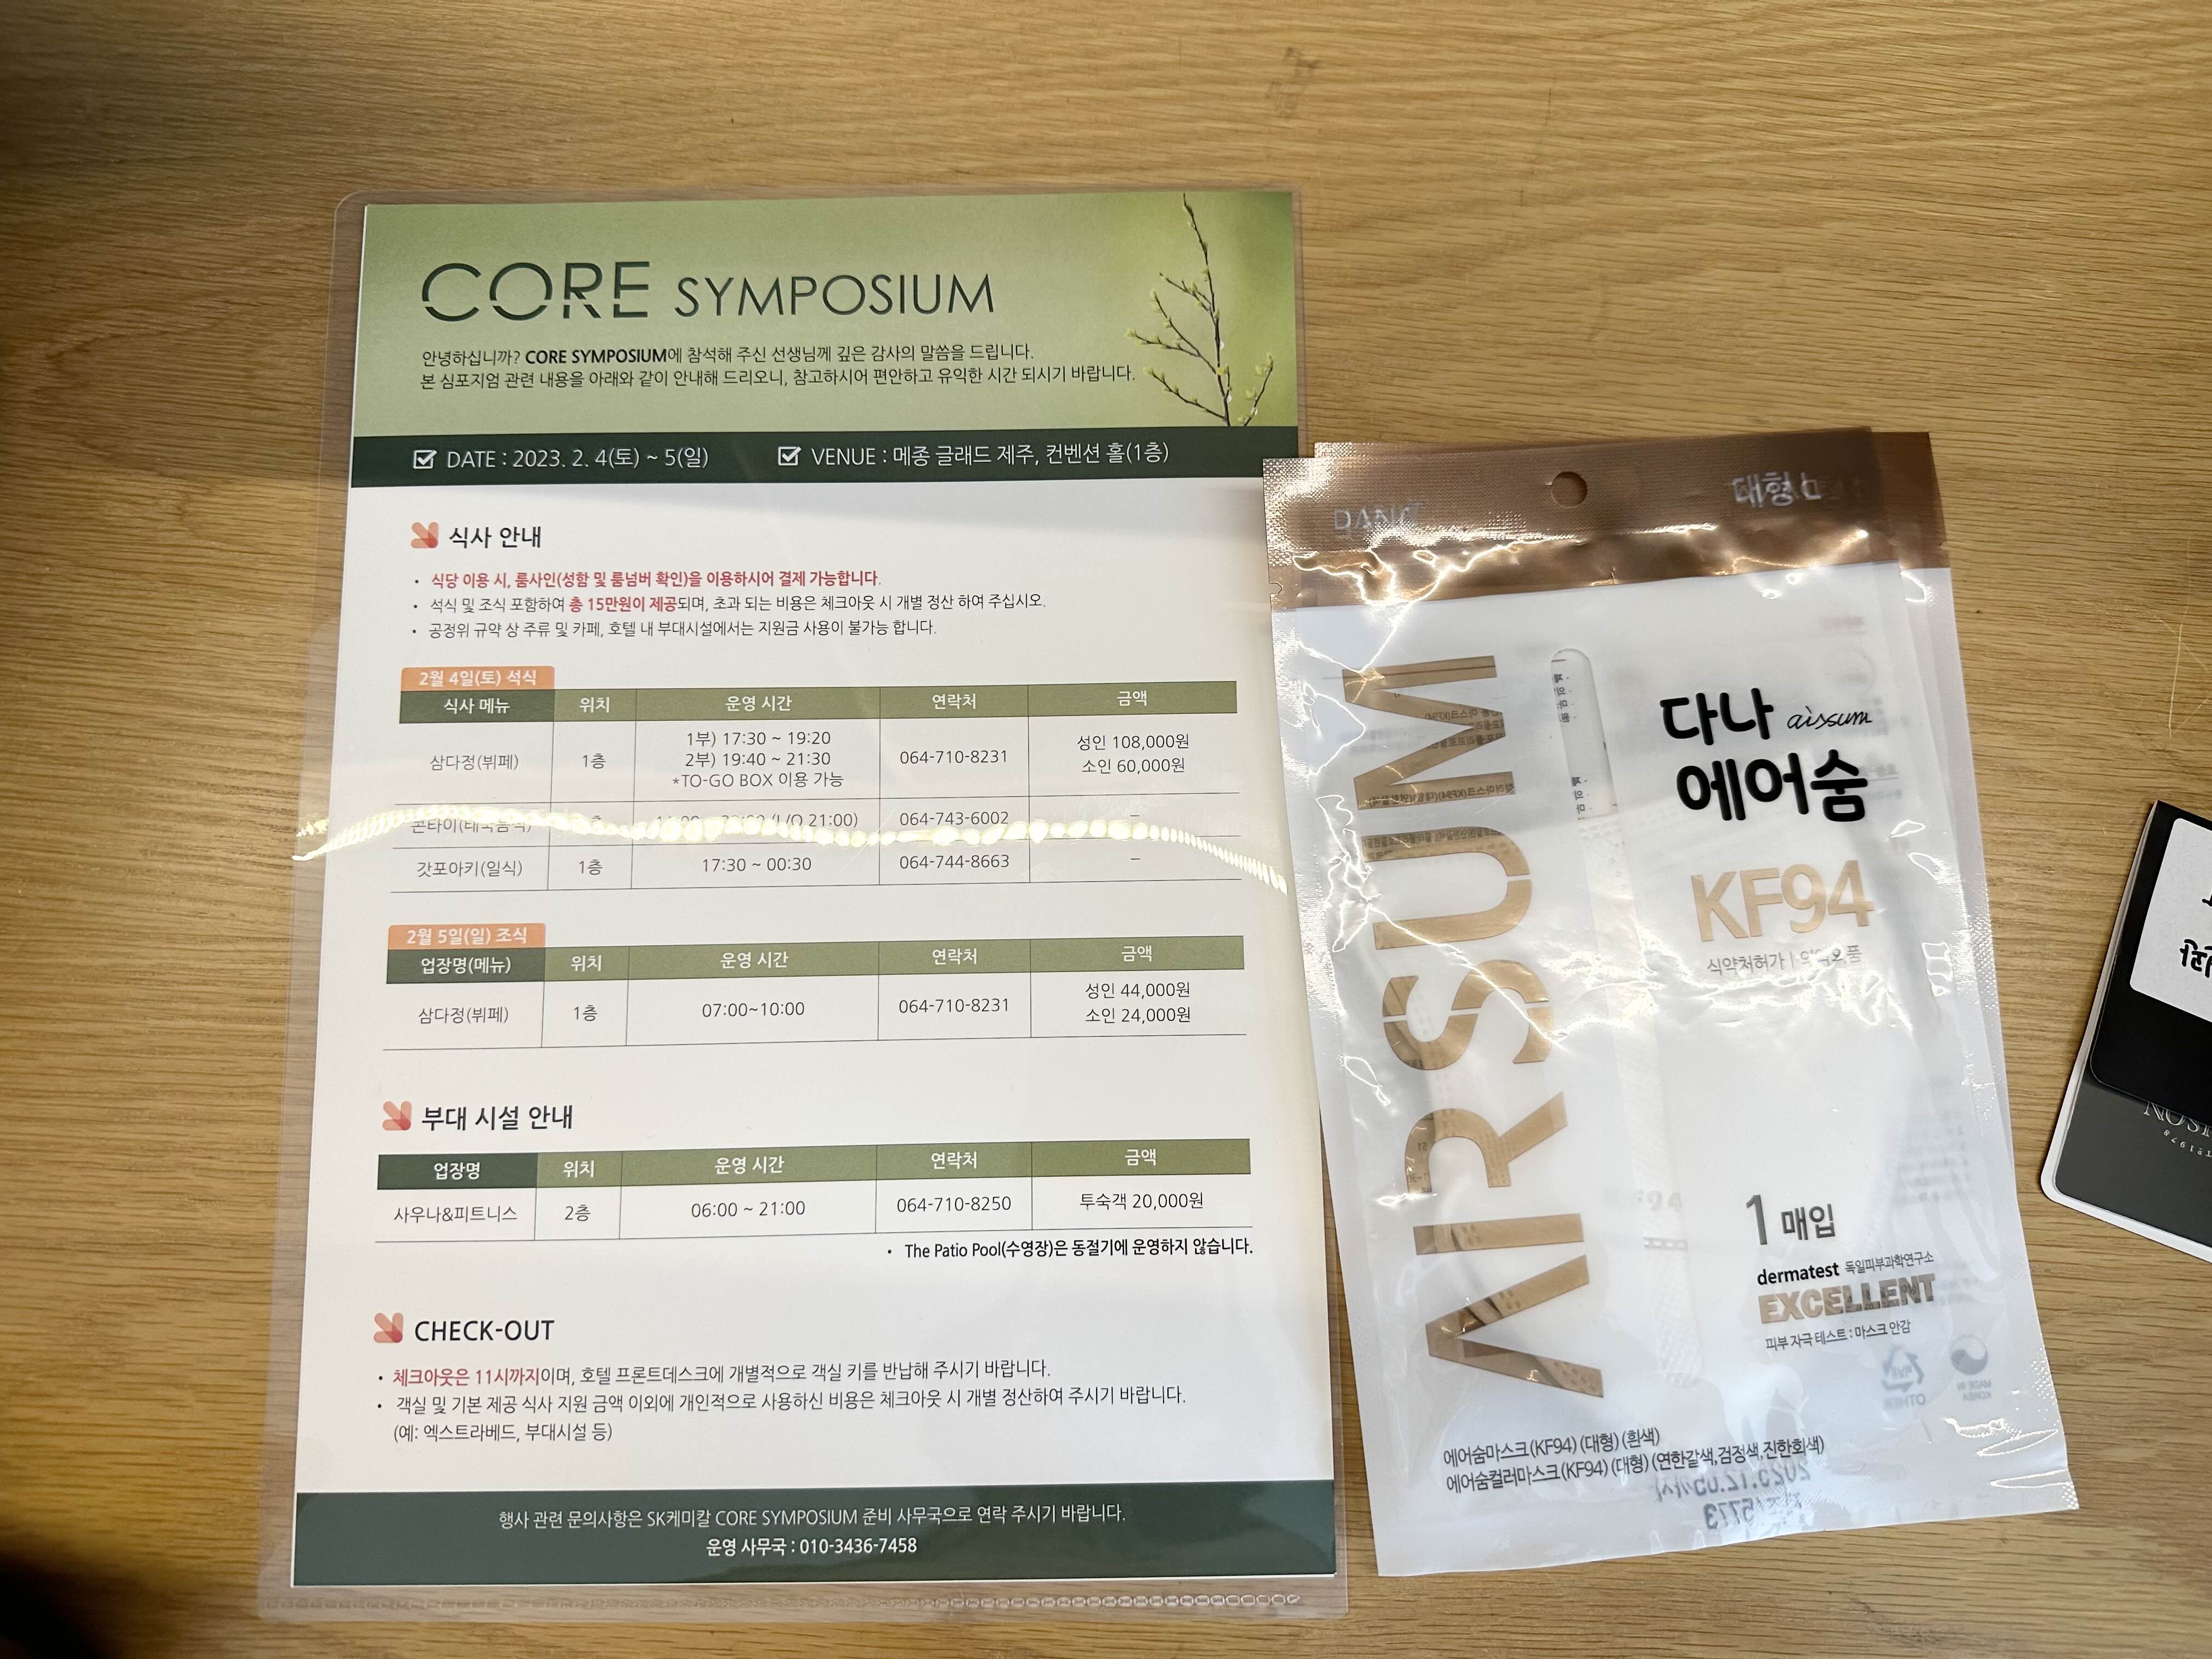 CORE SYMPOSIUM
안녕하십니까? CORE SYMPOSIUM에 참석해 주신 선생님께 깊은 감사의 말씀을 드립니다.
본 심포지엄 관련 내용을 아래와 같이 안내해 드리오니, 참고하시어 편안하고 유익한 시간 되시기 바랍니다.
DATE : 2023. 2. 4(토) ~ 5(일) VENUE : 메종 글래드 제주, 컨벤션 홀(1층)
식사 안내
• 식당 이용 시, 룸사인(성함 및 룸넘버 확인)을 이용하시어 결제 가능합니다.
• 석식 및 조식 포함하여 총 15만원이 제공되며, 초과 되는 비용은 체크아웃 시 개별 정산 하여 주십시오.
• 공정위 규약 상 주류 및 카페, 호텔 내 부대시설에서는 지원금 사용이 불가능 합니다.
2월 4일(토) 석식
식사 메뉴 위치 운영 시간 연락처 금액
삼다정(뷔페) 1층 1부) 17:30 ~ 19:20 064-710-8231 성인 108,000원
2부) 19:40 ~ 21:30 소인 60,000원
*TO-GO BOX 이용 가능
(L/O 21:00) 064-743-6002 –
갓포아키(일식) 1층 17:30 ~ 00:30 064-744-8663 –
2월 5일(일) 조식
업장명(메뉴) 위치 운영 시간 연락처 금액
삼다정(뷔페) 1층 07:00~10:00 064-710-8231 성인 44,000원
소인 24,000원
부대 시설 안내
업장명 위치 운영 시간 연락처 금액
사우나&피트니스 2층 06:00 ~ 21:00 064-710-8250 투숙객 20,000원
• The Patio Pool(수영장)은 동절기에 운영하지 않습니다.
CHECK-OUT
• 체크아웃은 11시까지이며, 호텔 프론트데스크에 개별적으로 객실 키를 반납해 주시기 바랍니다.
• 객실 및 기본 제공 식사 지원 금액 이외에 개인적으로 사용하신 비용은 체크아웃 시 개별 정산하여 주시기 바랍니다.
(예: 엑스트라베드, 부대시설 등)
행사 관련 문의사항은 SK케미칼 CORE SYMPOSIUM 준비 사무국으로 연락 주시기 바랍니다.
운영 사무국 : 010-3436-7458
DANA
대형
AIRSUM
다나 aissum
에어숨
KF94
식약처허가 | 의약외품
1 매입
dermatest 독일피부과학연구소
EXCELLENT
피부 자극 테스트 : 마스크 안감
OTHER
MADE IN
KOREA
에어숨마스크(KF94) (대형) (흰색)
에어숨컬러마스크(KF94) (대형) (연한갈색,검정색,진한회색)